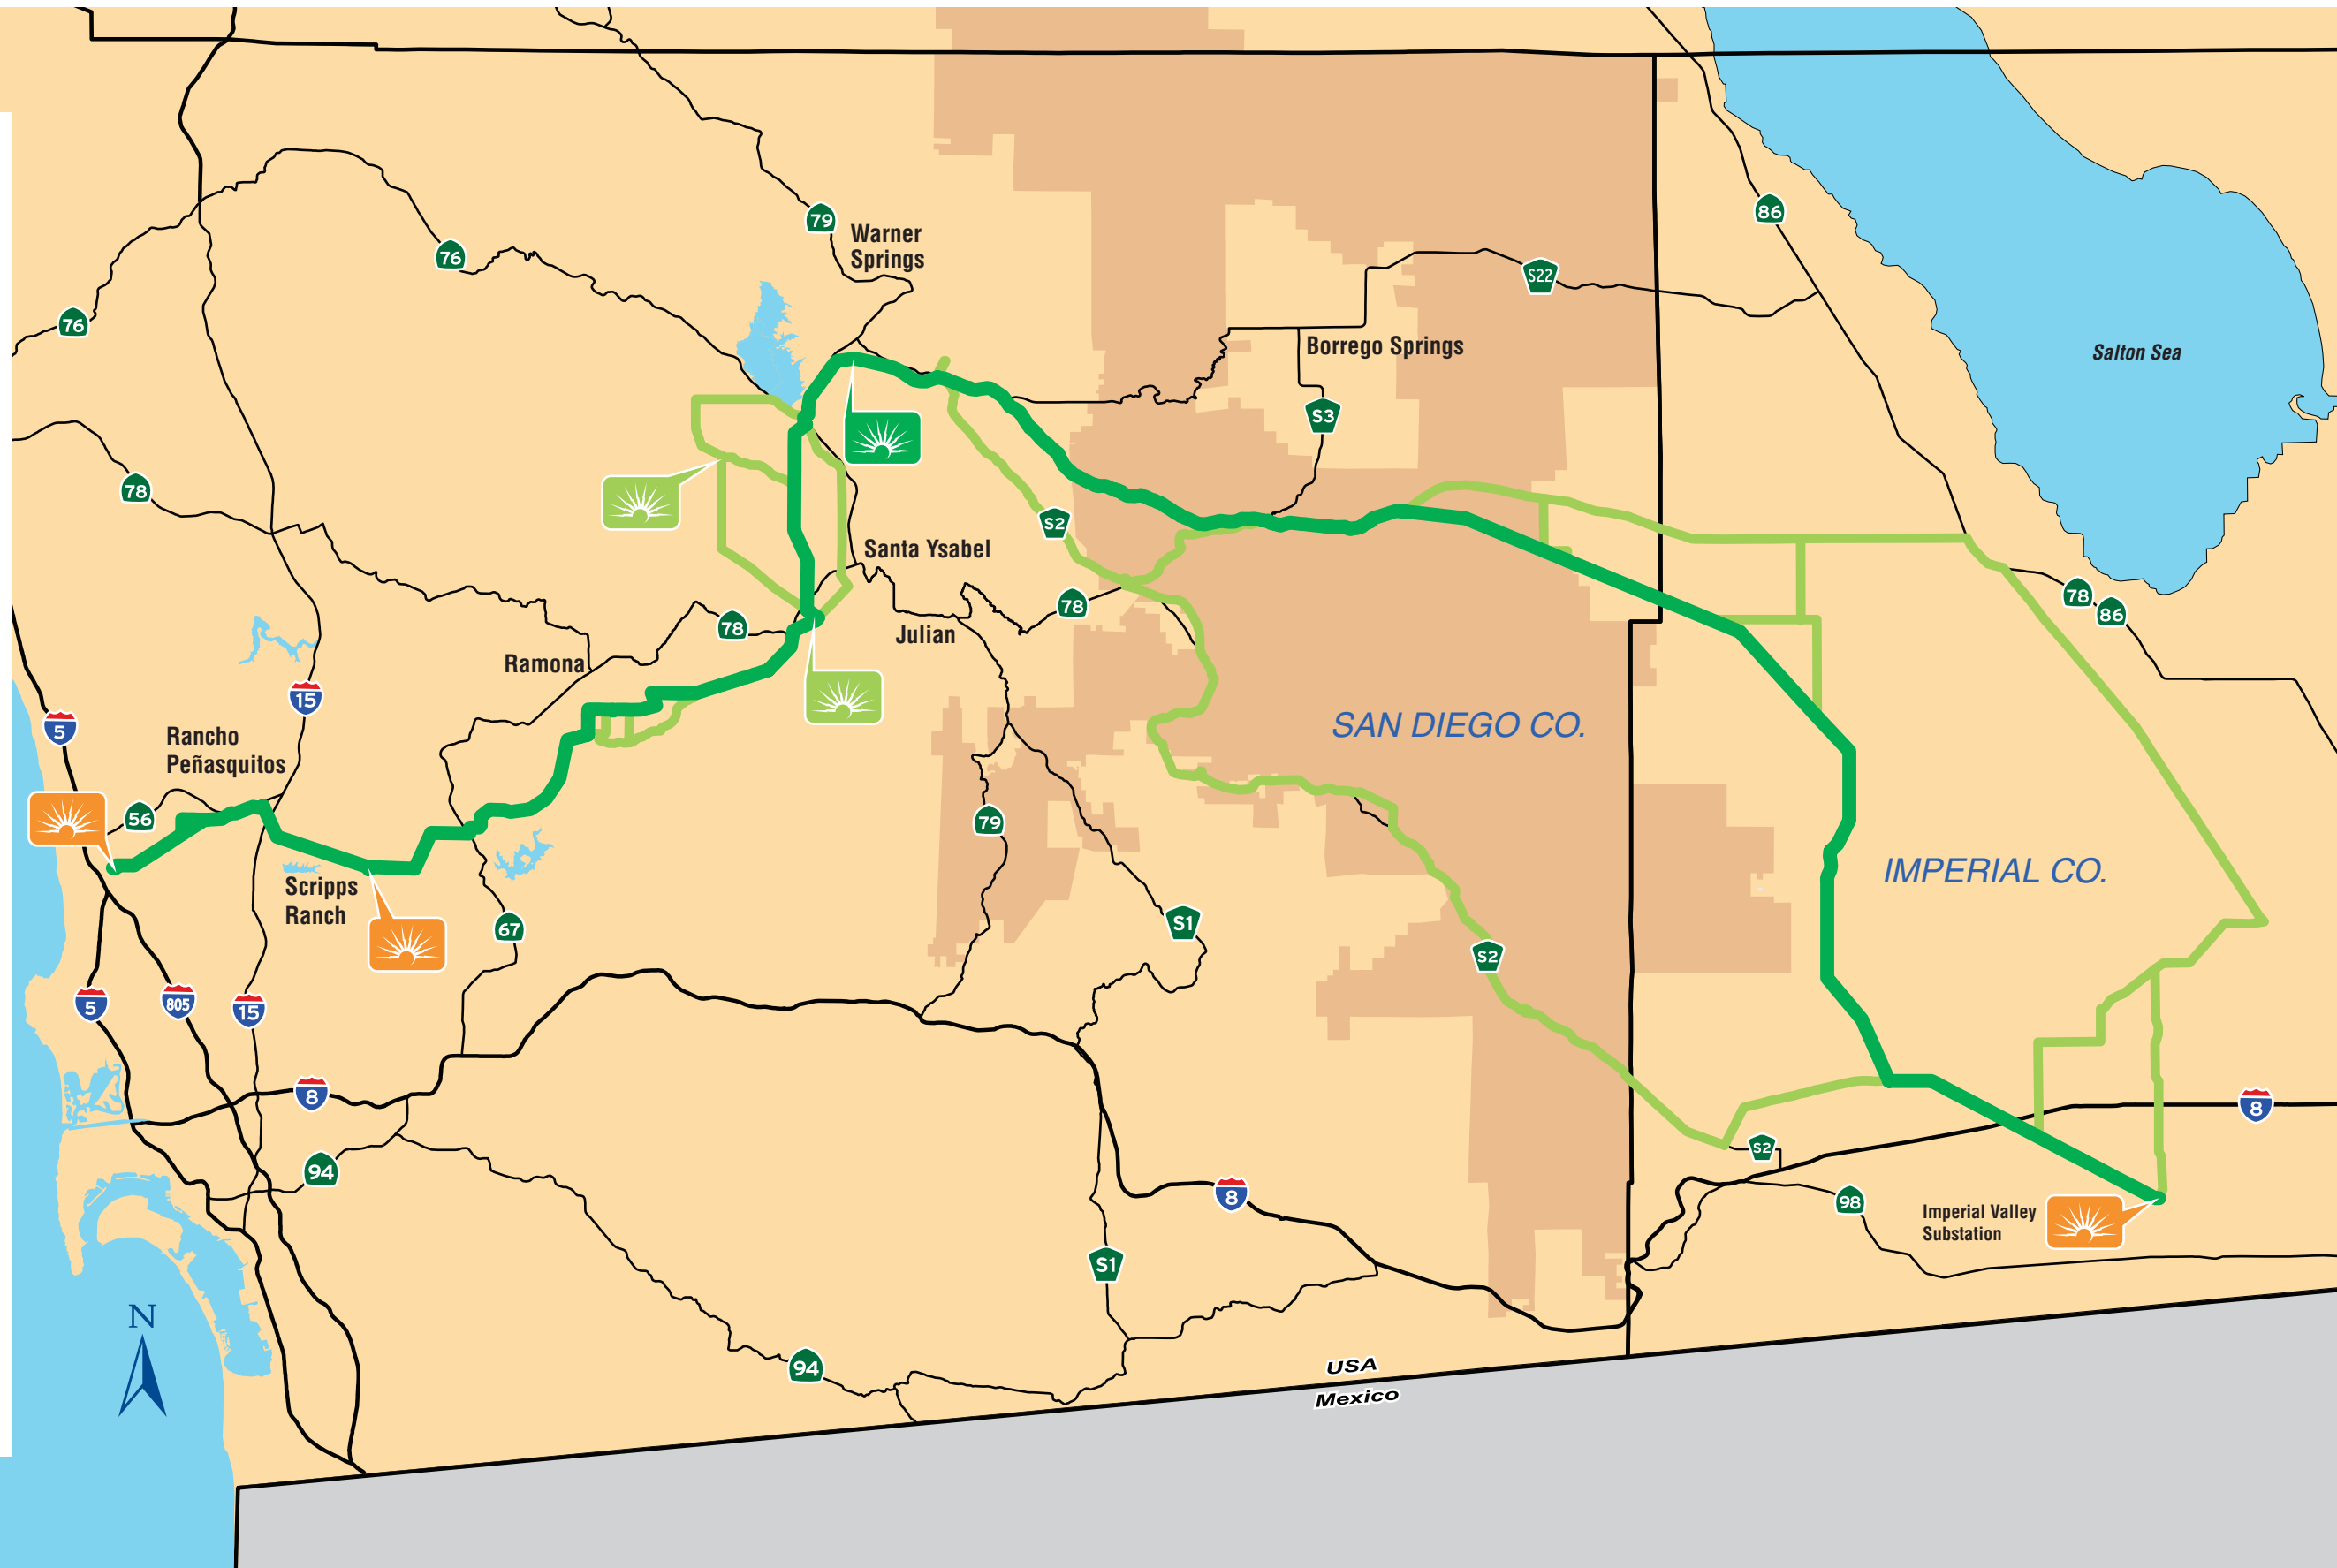 79
Warner
Springs
86
76
S22
76
Borrego Springs
Salton Sea
S3
78
S2
Santa Ysabel
78
78
86
78
Julian
Ramona
15
5
Rancho
Peñasquitos
SAN DIEGO CO.
56
79
IMPERIAL CO.
Scripps
Ranch
67
S1
S2
5
805
15
8
8
S2
94
8
98
Imperial Valley
Substation
S1
N
94
USA
Mexico